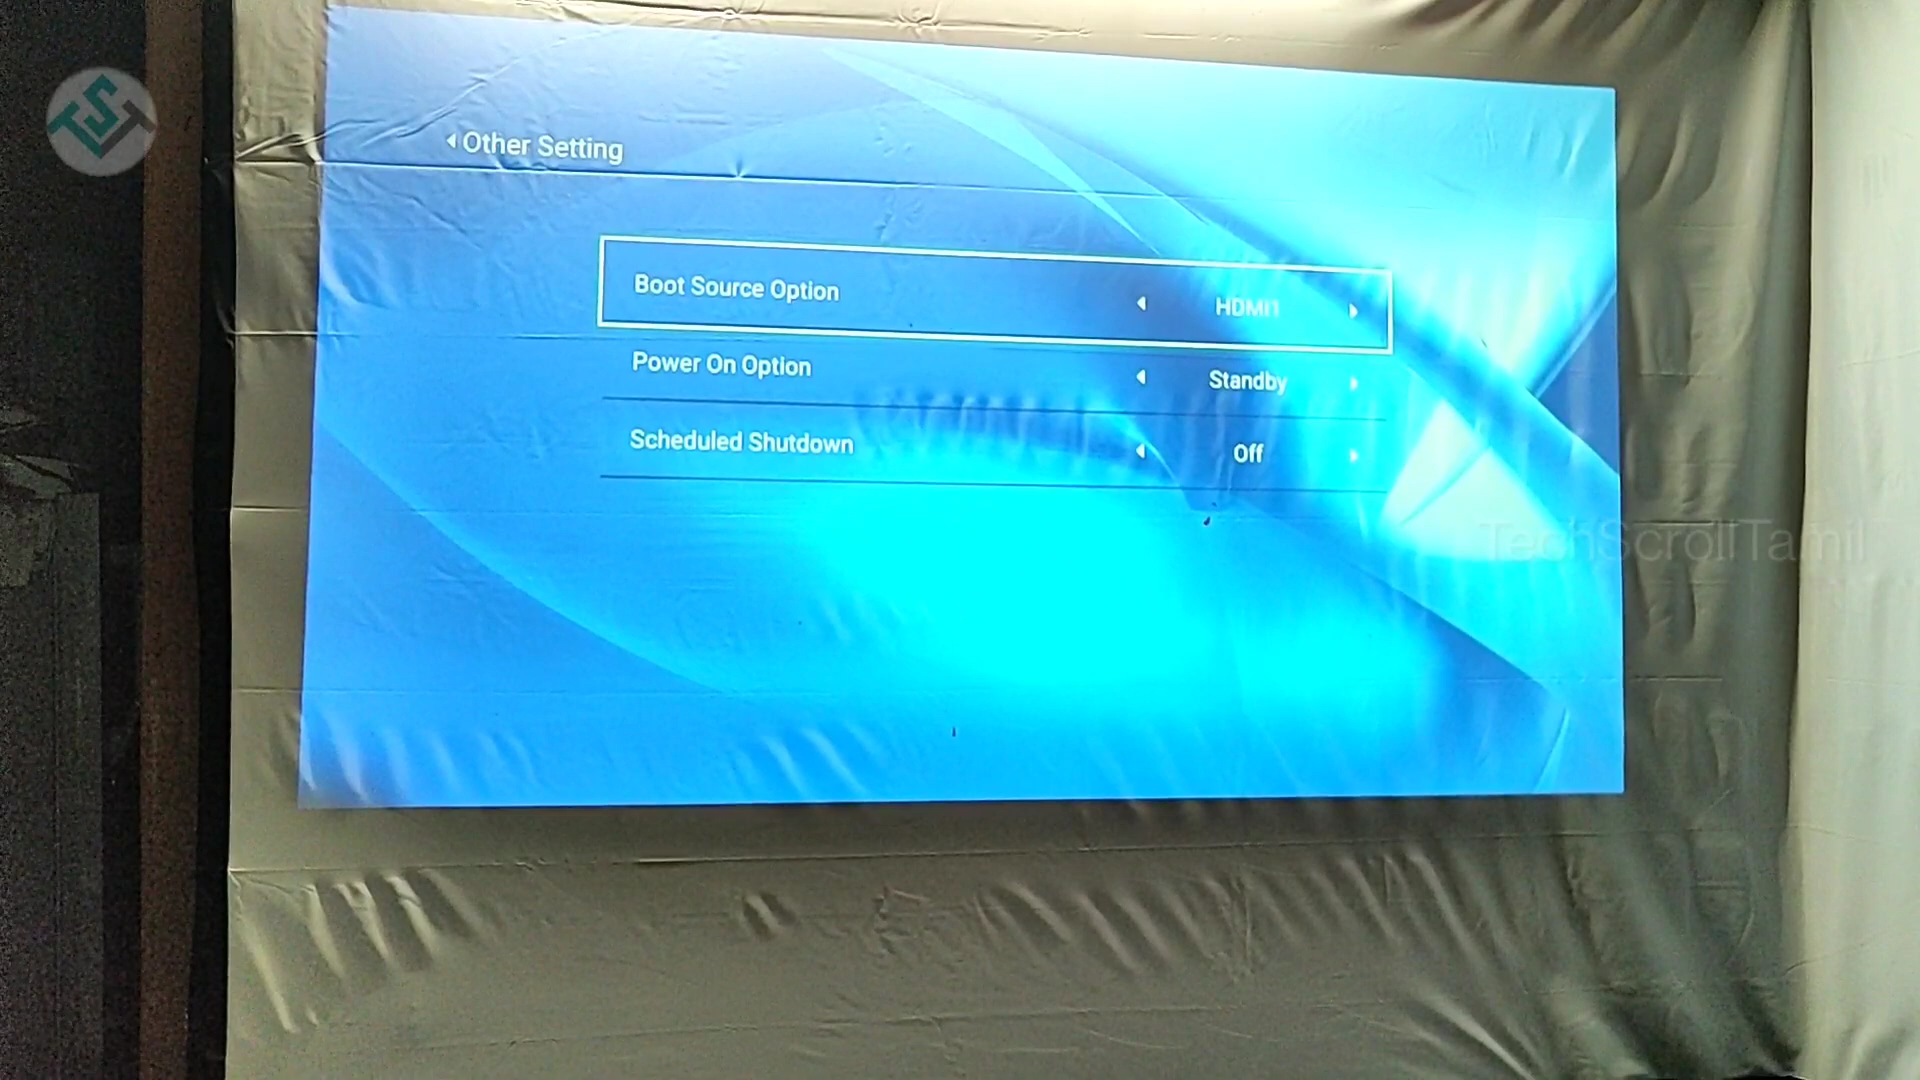 Other Setting
Boot Source Option HDMI1
Power On Option Standby
Scheduled Shutdown Off
TechScrollTamil